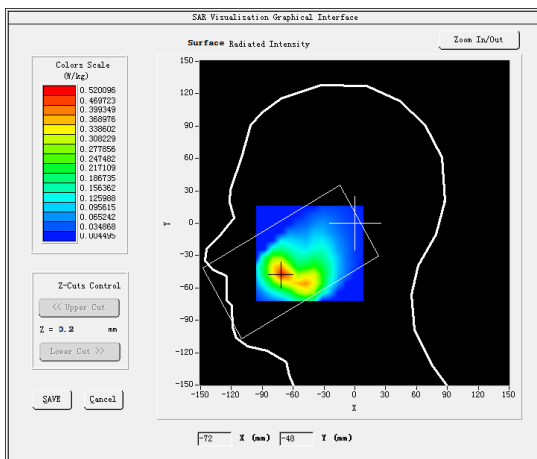 SAR Visualisation Graphical Interface
Surface Radiated Intensity
Zoom In/Out
Colors Scale
(W/kg)
0.520096
0.469723
0.399349
0.368976
0.338602
0.308229
0.277856
0.247482
0.217109
0.186735
0.156362
0.125988
0.095615
0.065242
0.034868
0.004495
Z-Cuts Control
<< Upper Cut
Z = 0.2 mm
Lower Cut >>
SAVE
Cancel
150
120
90
60
30
0
-30
-60
-90
-120
-150
Y
-150 -120 -90 -60 -30 0 30 60 90 120 150
X
-72 X (mm) -48 Y (mm)